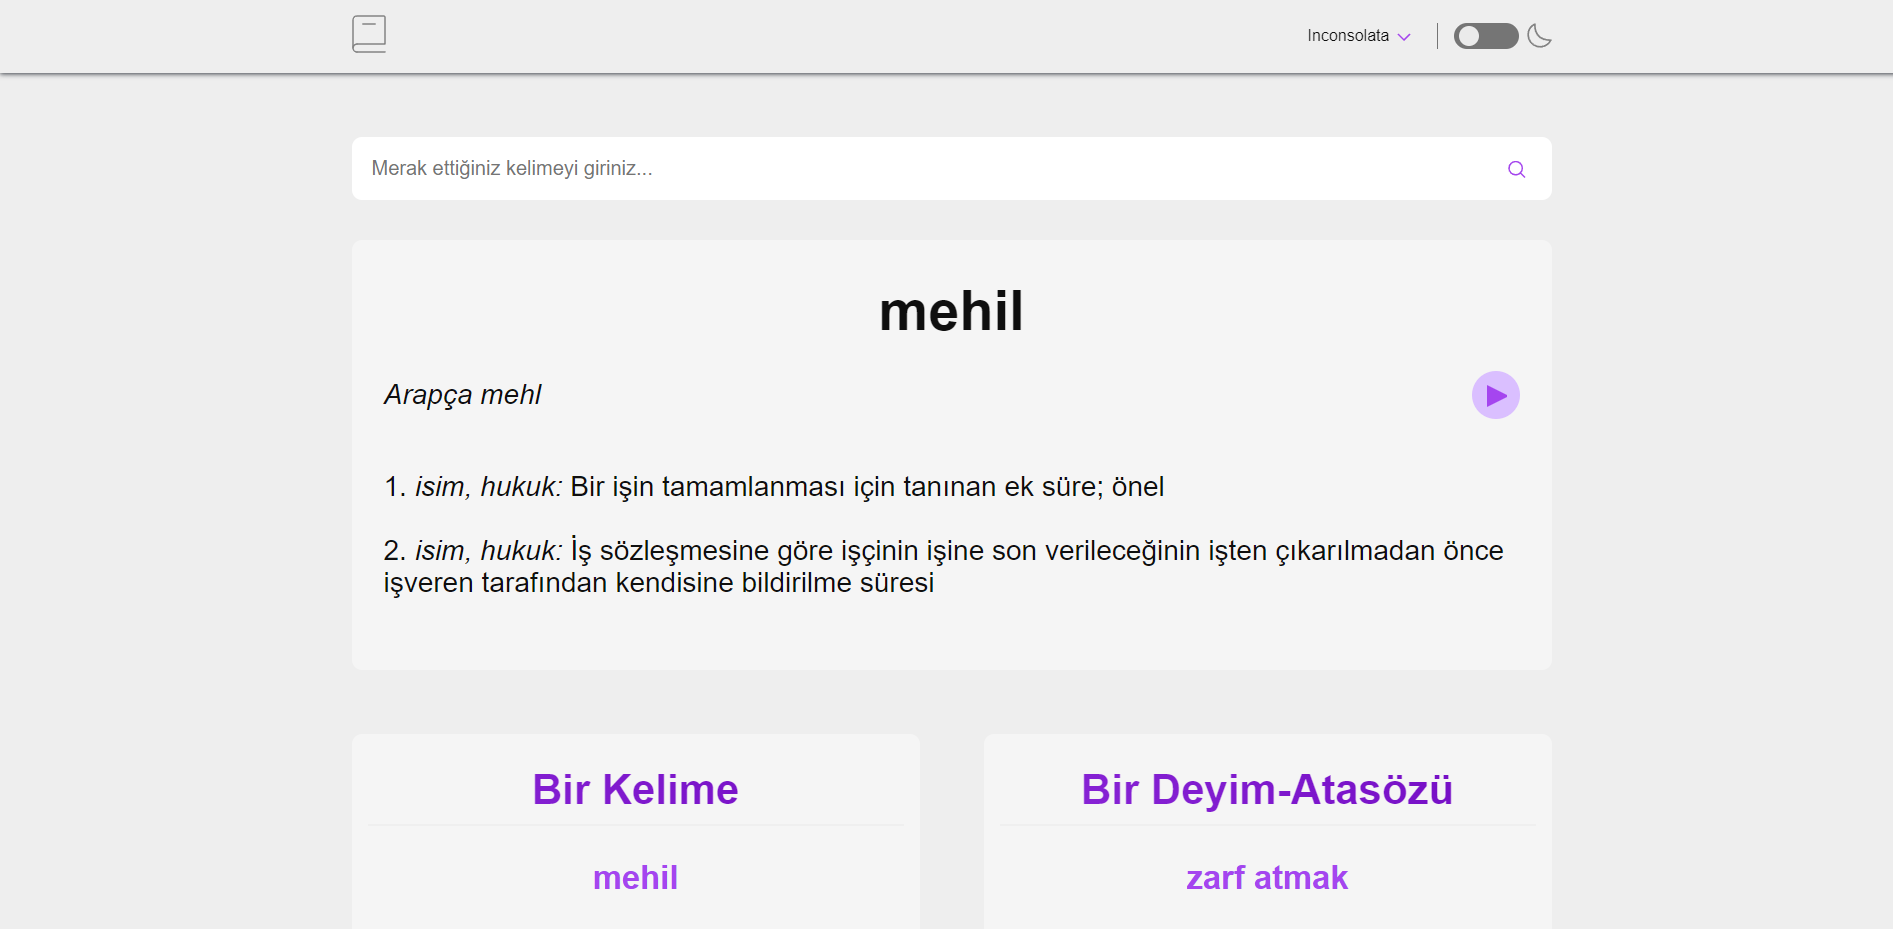 Inconsolata
Merak ettiğiniz kelimeyi giriniz...
mehil
Arapça mehl
1. isim, hukuk: Bir işin tamamlanması için tanınan ek süre; önel
2. isim, hukuk: İş sözleşmesine göre işçinin işine son verileceğinin işten çıkarılmadan önce
işveren tarafından kendisine bildirilme süresi
Bir Kelime
mehil
Bir Deyim-Atasözü
zarf atmak